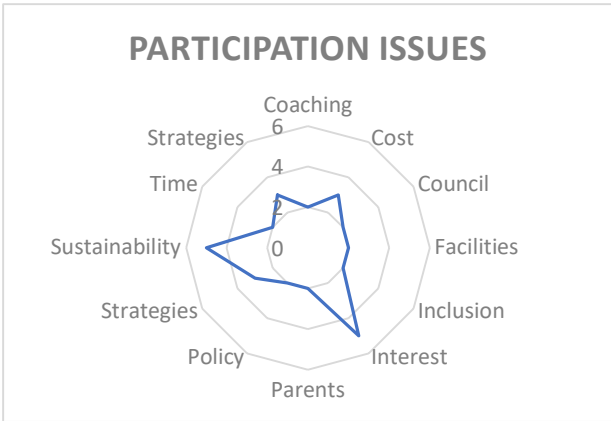 PARTICIPATION ISSUES
Coaching
6
Strategies
Cost
4
Time
Council
2
Sustainability
0
Facilities
Strategies
Inclusion
Policy
Interest
Parents